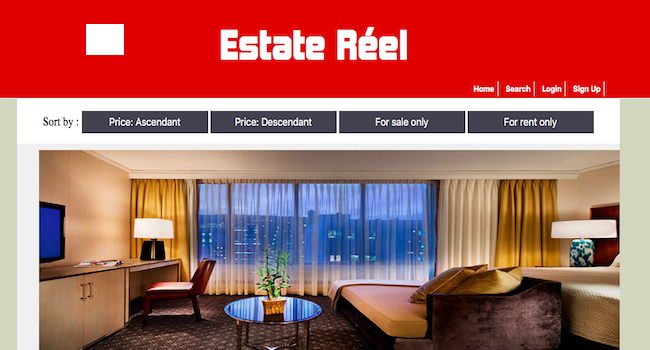 Estate Réel
Home Search Login Sign Up
Sort by : Price: Ascendant Price: Descendant For sale only For rent only